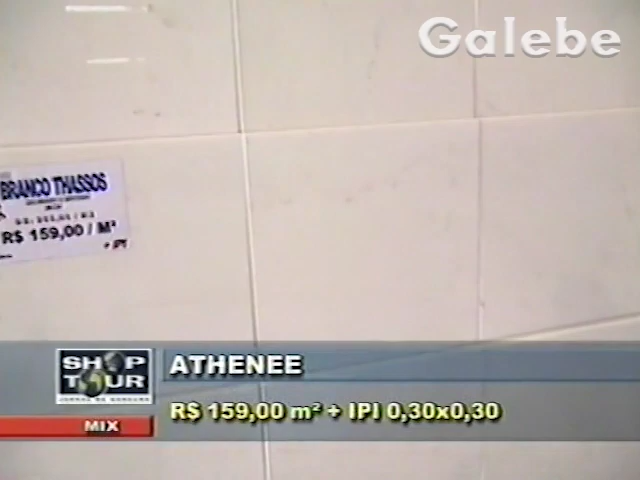 Galebe
BRANCO THASSOS
R$ 159,00 / M²
+ IPI
SHOP
TOUR
ATHENEE
R$ 159,00 m² + IPI 0,30x0,30
MIX